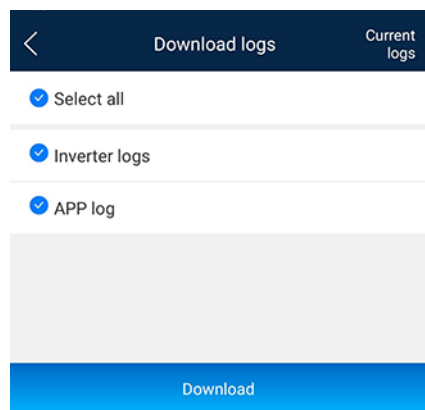 Download logs
Current
logs
Select all
Inverter logs
APP log
Download